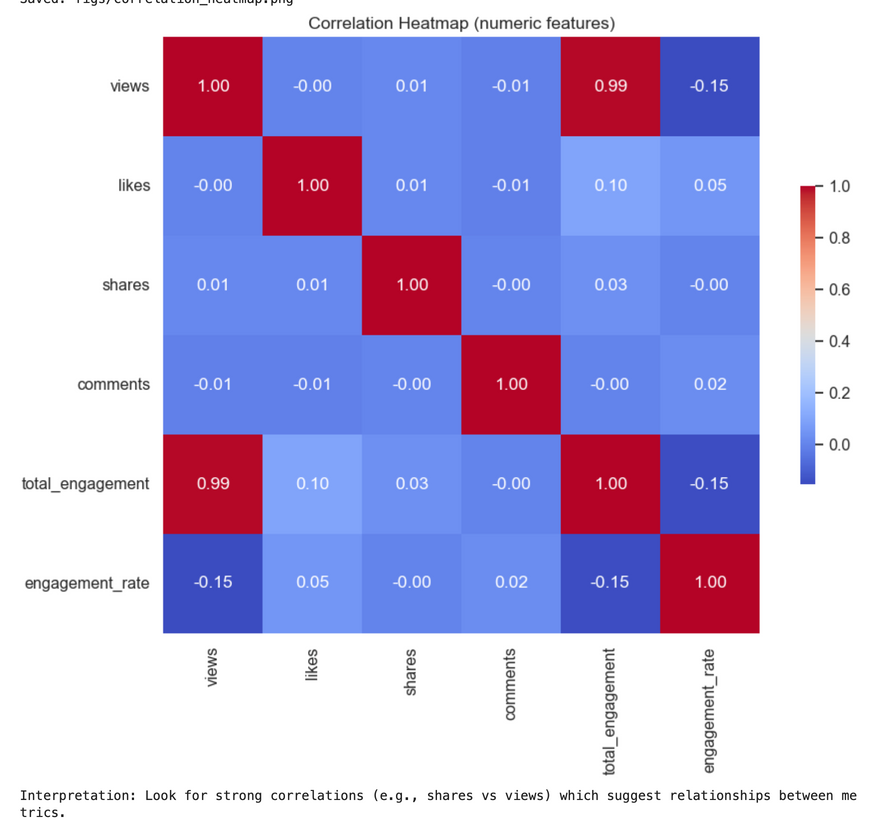 Saved: figs/correlation_heatmap.png
Correlation Heatmap (numeric features)
views 1.00 -0.00 0.01 -0.01 0.99 -0.15
likes -0.00 1.00 0.01 -0.01 0.10 0.05
shares 0.01 0.01 1.00 -0.00 0.03 -0.00
comments -0.01 -0.01 -0.00 1.00 -0.00 0.02
total_engagement 0.99 0.10 0.03 -0.00 1.00 -0.15
engagement_rate -0.15 0.05 -0.00 0.02 -0.15 1.00
views likes shares comments total_engagement engagement_rate
1.0
0.8
0.6
0.4
0.2
0.0
Interpretation: Look for strong correlations (e.g., shares vs views) which suggest relationships between me
trics.